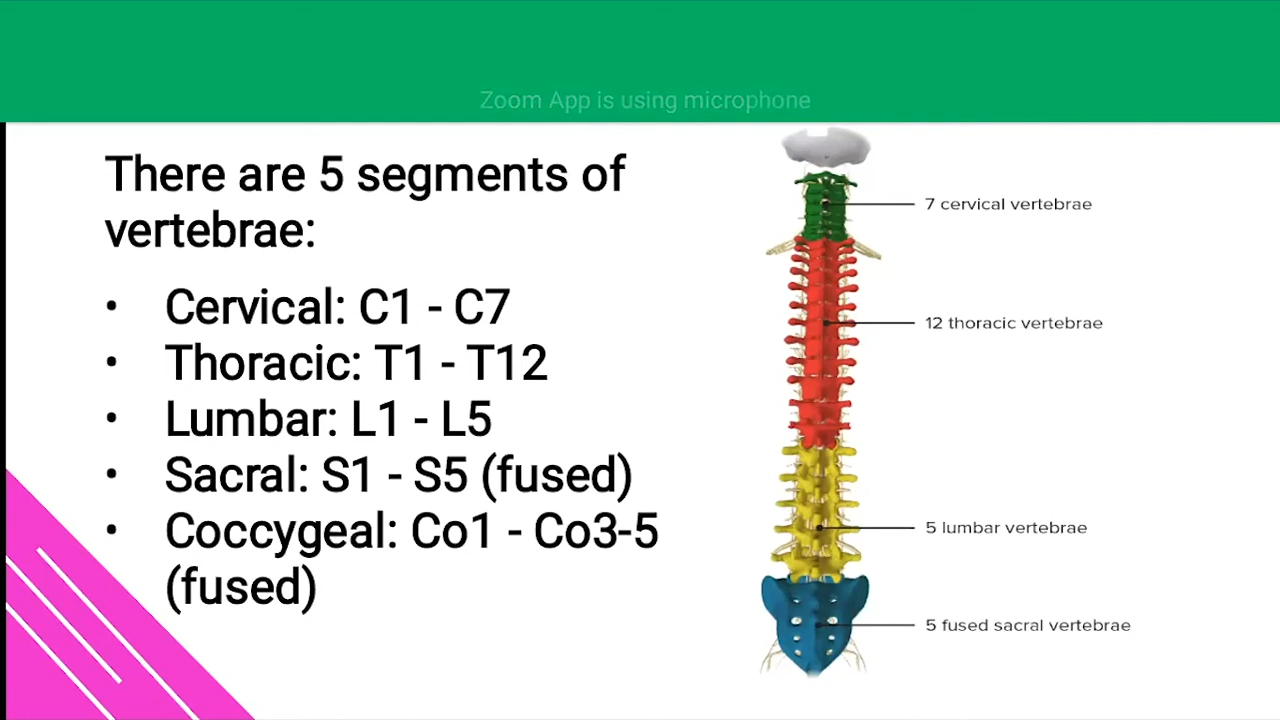 Zoom App is using microphone
There are 5 segments of
vertebrae:
• Cervical: C1 - C7
• Thoracic: T1 - T12
• Lumbar: L1 - L5
• Sacral: S1 - S5 (fused)
• Coccygeal: Co1 - Co3-5
(fused)
7 cervical vertebrae
12 thoracic vertebrae
5 lumbar vertebrae
5 fused sacral vertebrae